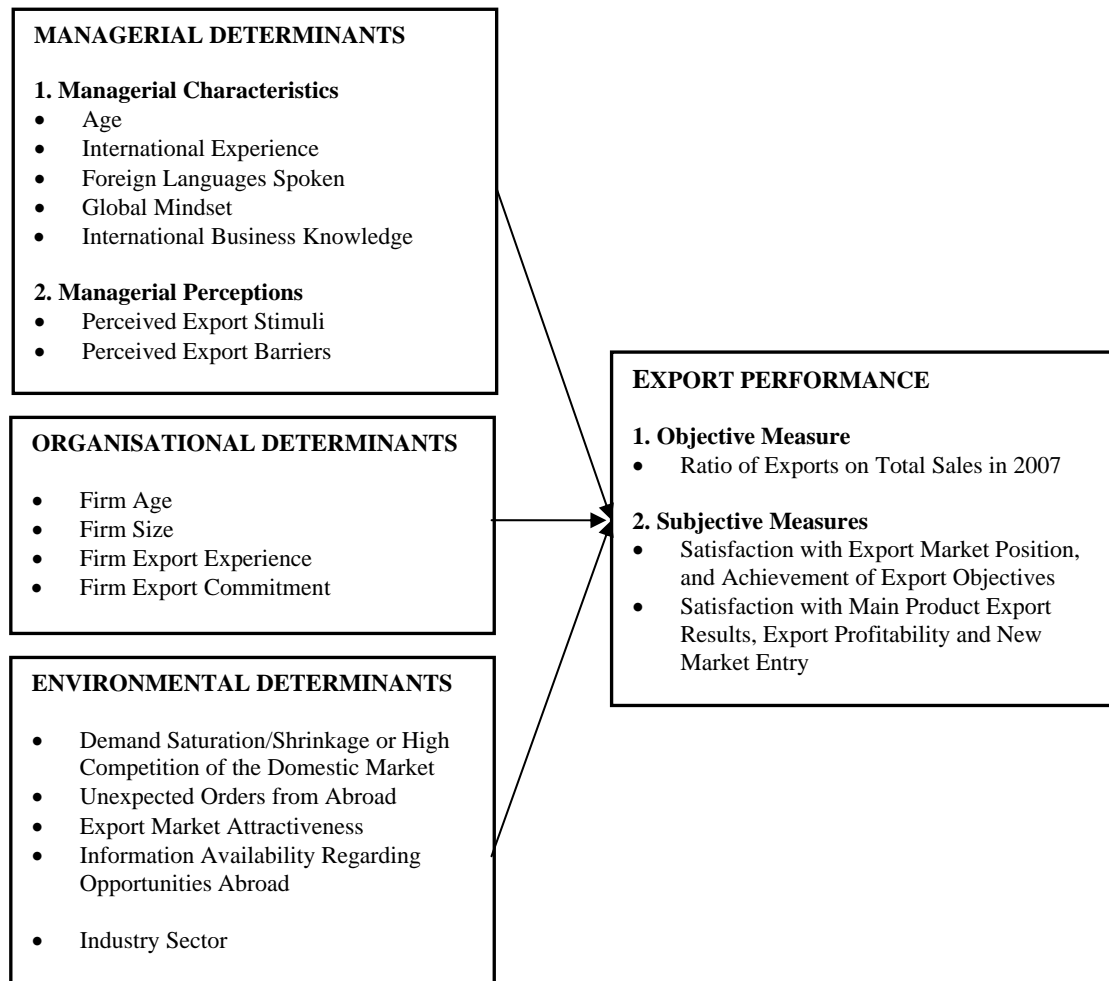 MANAGERIAL DETERMINANTS
1. Managerial Characteristics
• Age
• International Experience
• Foreign Languages Spoken
• Global Mindset
• International Business Knowledge
2. Managerial Perceptions
• Perceived Export Stimuli
• Perceived Export Barriers
ORGANISATIONAL DETERMINANTS
• Firm Age
• Firm Size
• Firm Export Experience
• Firm Export Commitment
ENVIRONMENTAL DETERMINANTS
• Demand Saturation/Shrinkage or High
Competition of the Domestic Market
• Unexpected Orders from Abroad
• Export Market Attractiveness
• Information Availability Regarding
Opportunities Abroad
• Industry Sector
EXPORT PERFORMANCE
1. Objective Measure
• Ratio of Exports on Total Sales in 2007
2. Subjective Measures
• Satisfaction with Export Market Position,
and Achievement of Export Objectives
• Satisfaction with Main Product Export
Results, Export Profitability and New
Market Entry